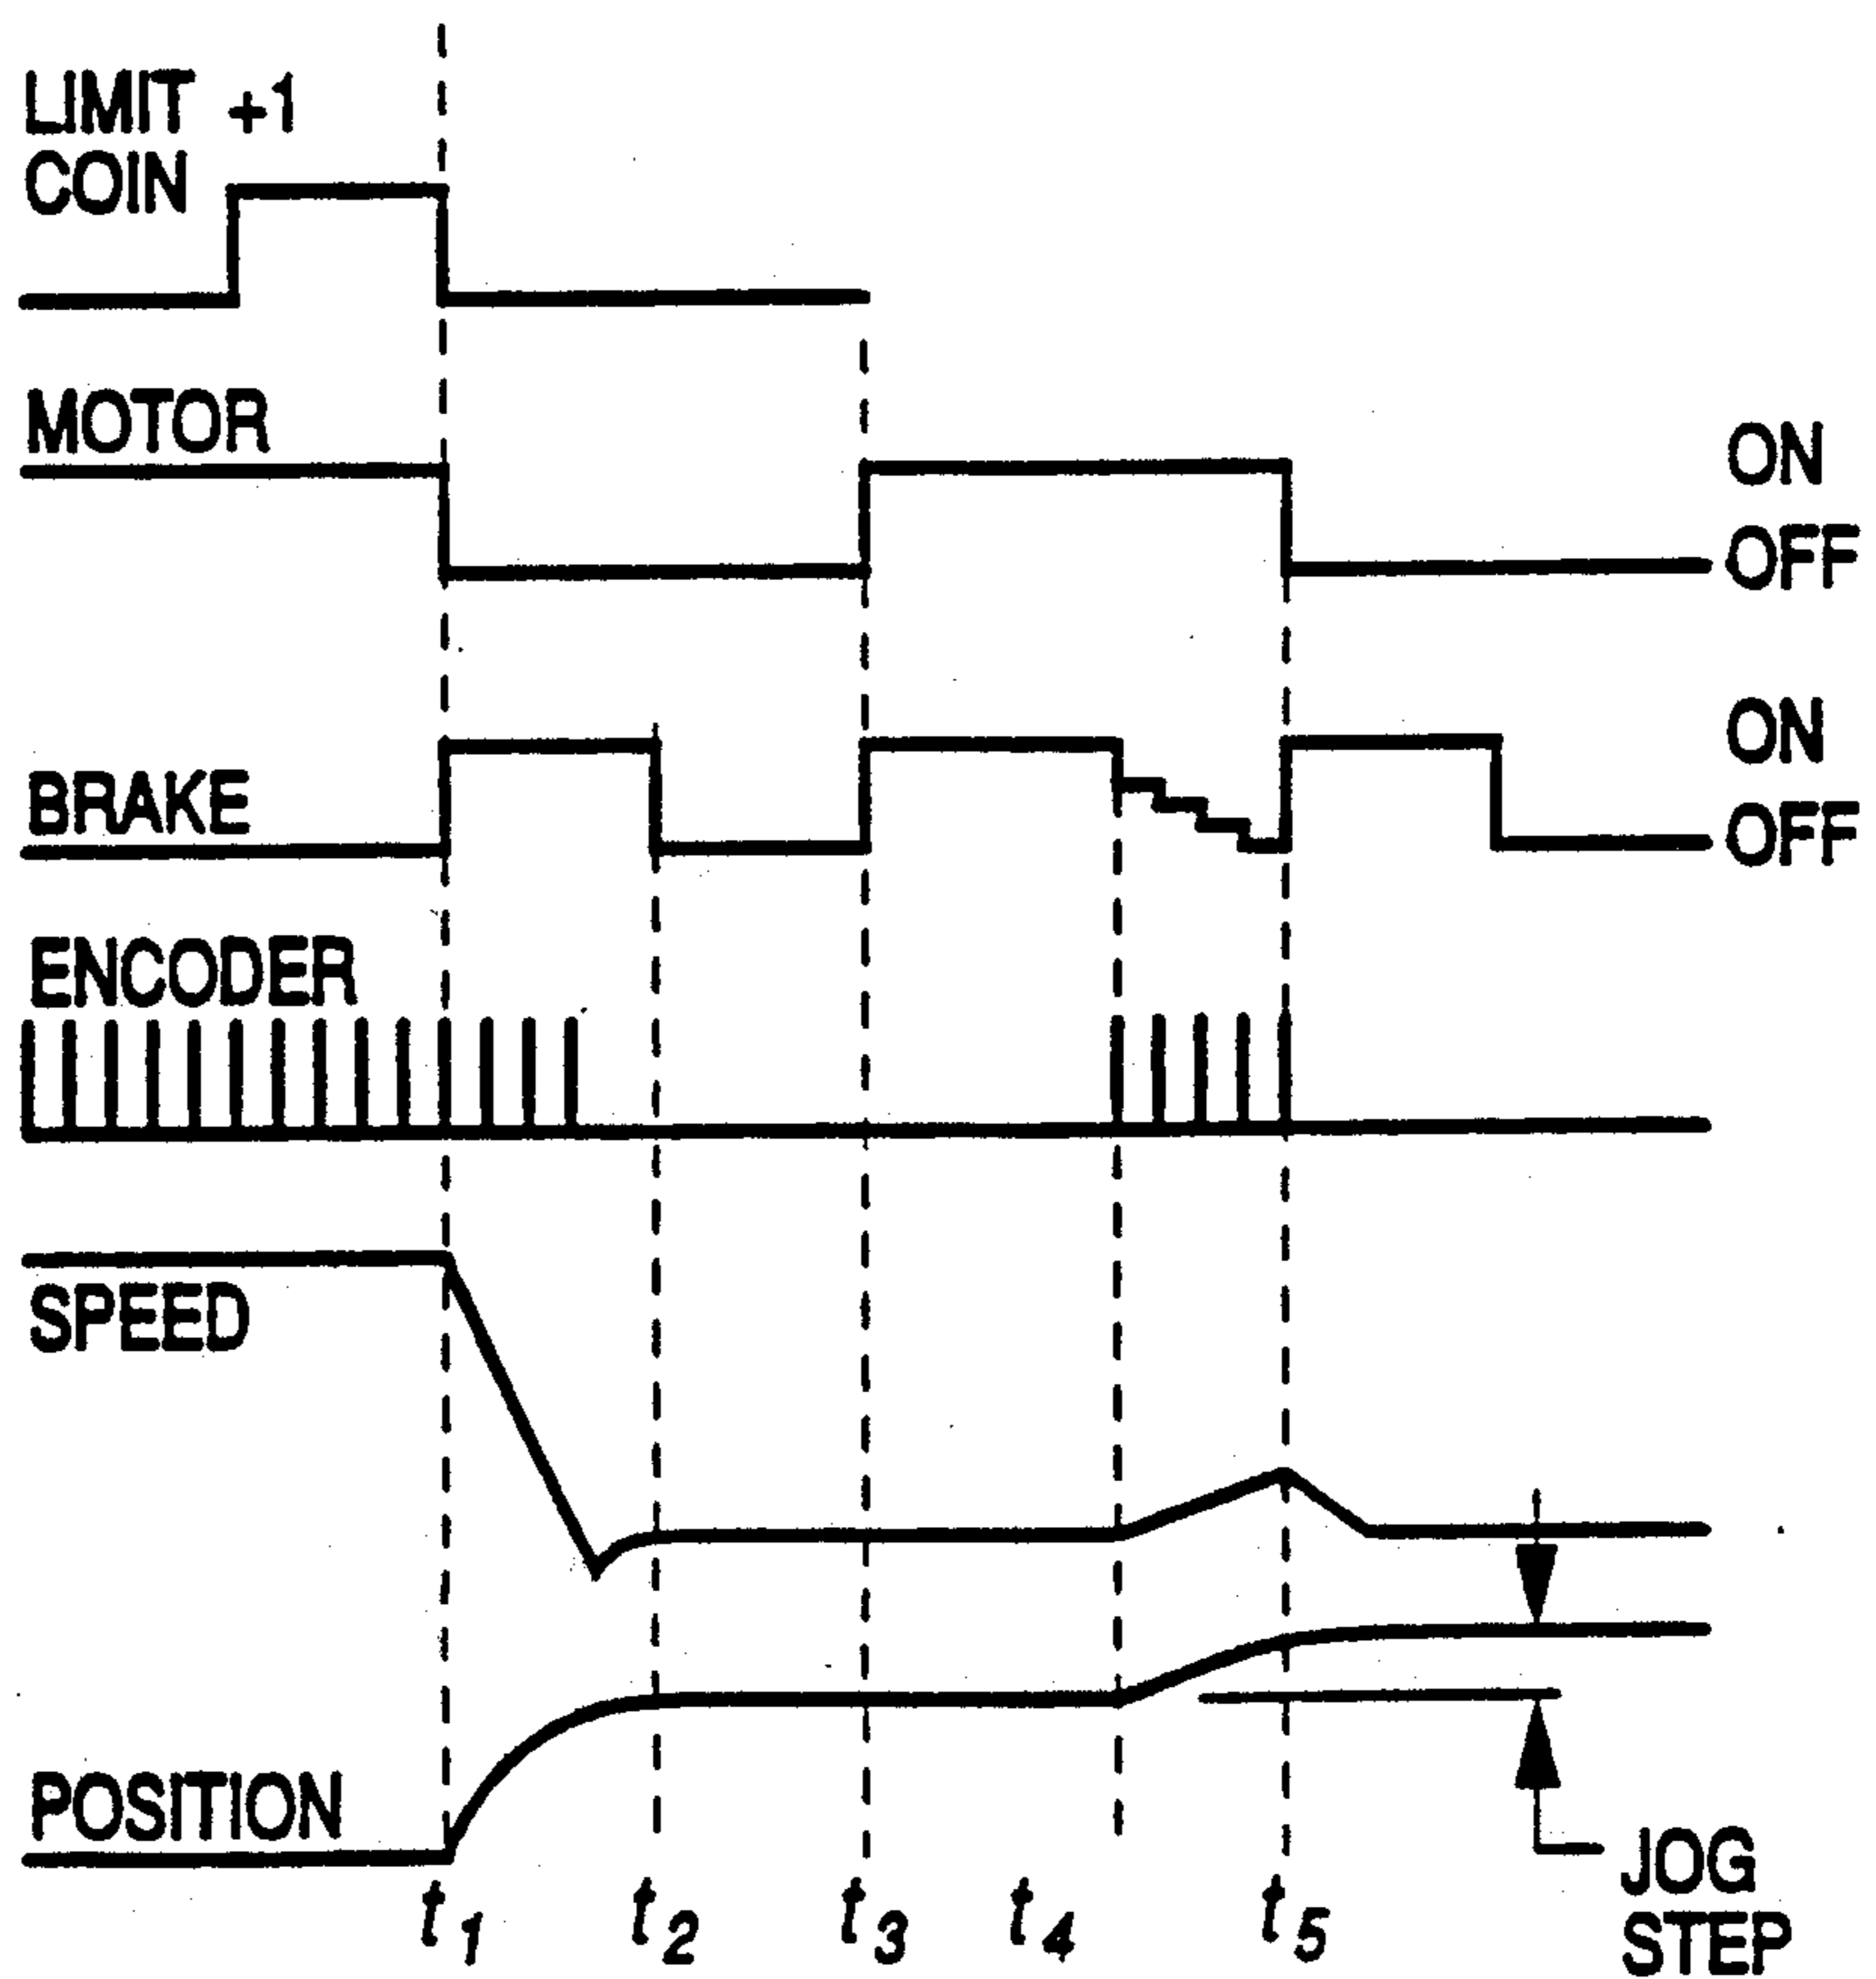 LIMIT +1
COIN
MOTOR
ON
OFF
ON
BRAKE
OFF
ENCODER
SPEED
POSITION
t1 t2 t3 t4 t5
JOG
STEP